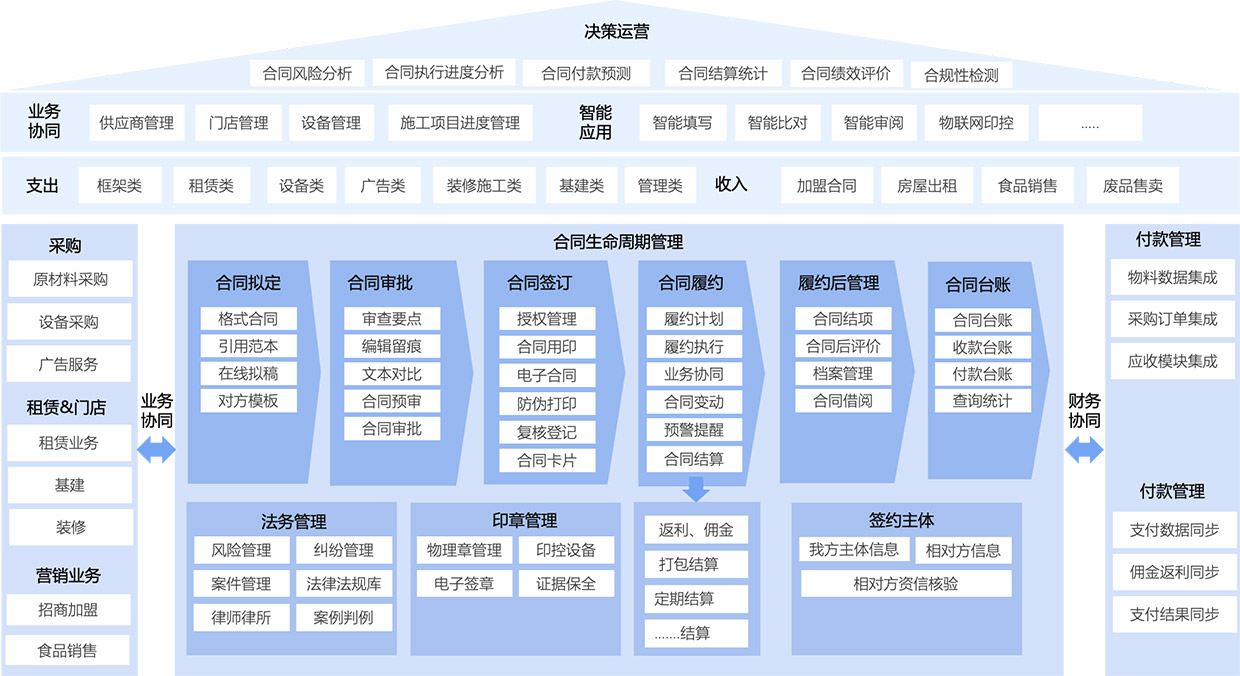 决策运营
合同风险分析 合同执行进度分析 合同付款预测 合同结算统计 合同绩效评价 合规性检测
业务协同 供应商管理 门店管理 设备管理 施工项目进度管理 智能应用 智能填写 智能比对 智能审阅 物联网印控 .....
支出 框架类 租赁类 设备类 广告类 装修施工类 基建类 管理类 收入 加盟合同 房屋出租 食品销售 废品售卖
采购
原材料采购
设备采购
广告服务
租赁&门店
租赁业务
基建
装修
营销业务
招商加盟
食品销售
业务
协同
合同生命周期管理
合同拟定
格式合同
引用范本
在线拟稿
对方模板
合同审批
审查要点
编辑留痕
文本对比
合同预审
合同审批
合同签订
授权管理
合同用印
电子合同
防伪打印
复核登记
合同卡片
合同履约
履约计划
履约执行
业务协同
合同变动
预警提醒
合同结算
履约后管理
合同结项
合同后评价
档案管理
合同借阅
合同台账
合同台账
收款台账
付款台账
查询统计
法务管理
风险管理 纠纷管理
案件管理 法律法规库
律师律所 案例判例
印章管理
物理章管理 印控设备
电子签章 证据保全
返利、佣金
打包结算
定期结算
.......结算
签约主体
我方主体信息 相对方信息
相对方资信核验
财务
协同
付款管理
物料数据集成
采购订单集成
应收模块集成
付款管理
支付数据同步
佣金返利同步
支付结果同步